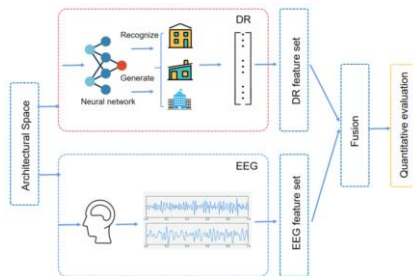 Architectural Space
Recognize
Generate
Neural network
DR
DR feature set
EEG
EEG feature set
Fusion
Quantitative evaluation